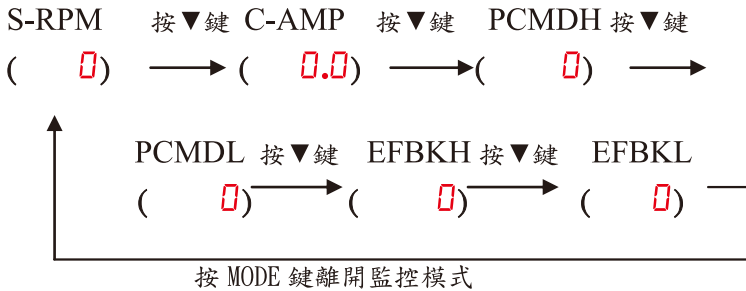 S-RPM 按▼鍵 C-AMP 按▼鍵 PCMDH 按▼鍵
( 0) ( 0.0) ( 0)
PCMDL 按▼鍵 EFBKH 按▼鍵 EFBKL
( 0) ( 0) ( 0)
按 MODE 鍵離開監控模式